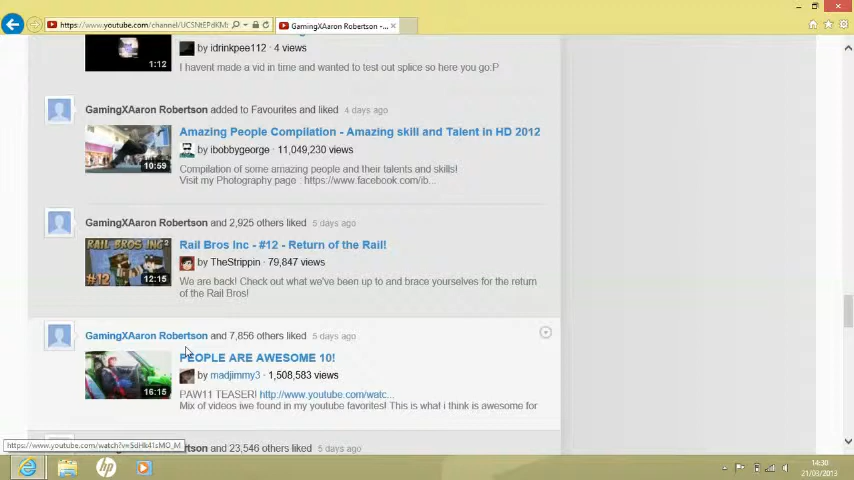 https://www.youtube.com/channel/UCSNtEPdKM
GamingXAaron Robertson -...
by idrinkpee112 · 4 views
1:12
I havent made a vid in time and wanted to test out splice so here you go:P
GamingXAaron Robertson added to Favourites and liked 4 days ago
Amazing People Compilation - Amazing skill and Talent in HD 2012
by ibobbygeorge · 11,049,230 views
10:59
Compilation of some amazing people and their talents and skills!
Visit my Photography page : https://www.facebook.com/ib...
GamingXAaron Robertson and 2,925 others liked 5 days ago
Rail Bros Inc - #12 - Return of the Rail!
RAIL BROS INC
by TheStrippin · 79,847 views
#12
12:15
We are back! Check out what we've been up to and brace yourselves for the return
of the Rail Bros!
GamingXAaron Robertson and 7,856 others liked 5 days ago
PEOPLE ARE AWESOME 10!
by madjimmy3 · 1,508,583 views
16:15
PAW11 TEASER! http://www.youtube.com/watc...
Mix of videos iwe found in my youtube favorites! This is what i think is awesome for
Robertson and 23,546 others liked 5 days ago
hp
14:30
21/03/2013